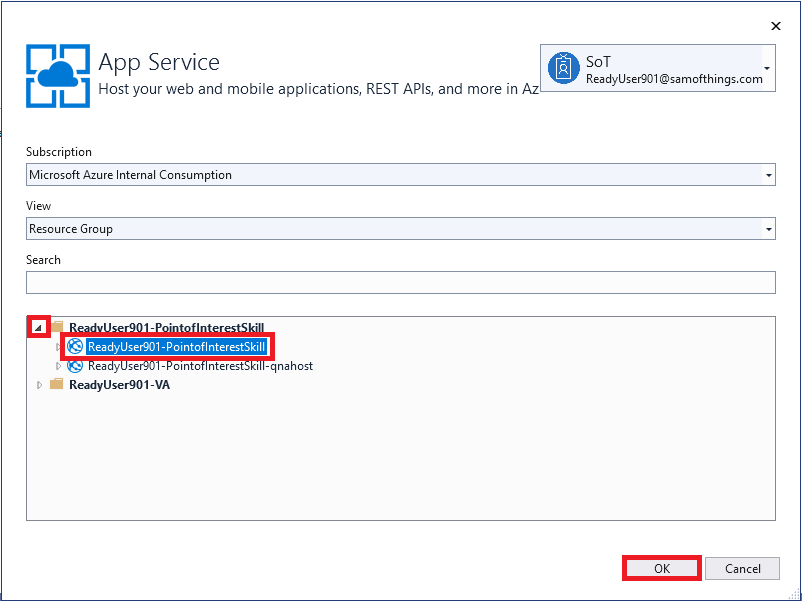 App Service
Host your web and mobile applications, REST APIs, and more in Az
SoT
ReadyUser901@samofthings.com
Subscription
Microsoft Azure Internal Consumption
View
Resource Group
Search
ReadyUser901-PointofInterestSkill
ReadyUser901-PointofInterestSkill
ReadyUser901-PointofInterestSkill-qnahost
ReadyUser901-VA
OK
Cancel